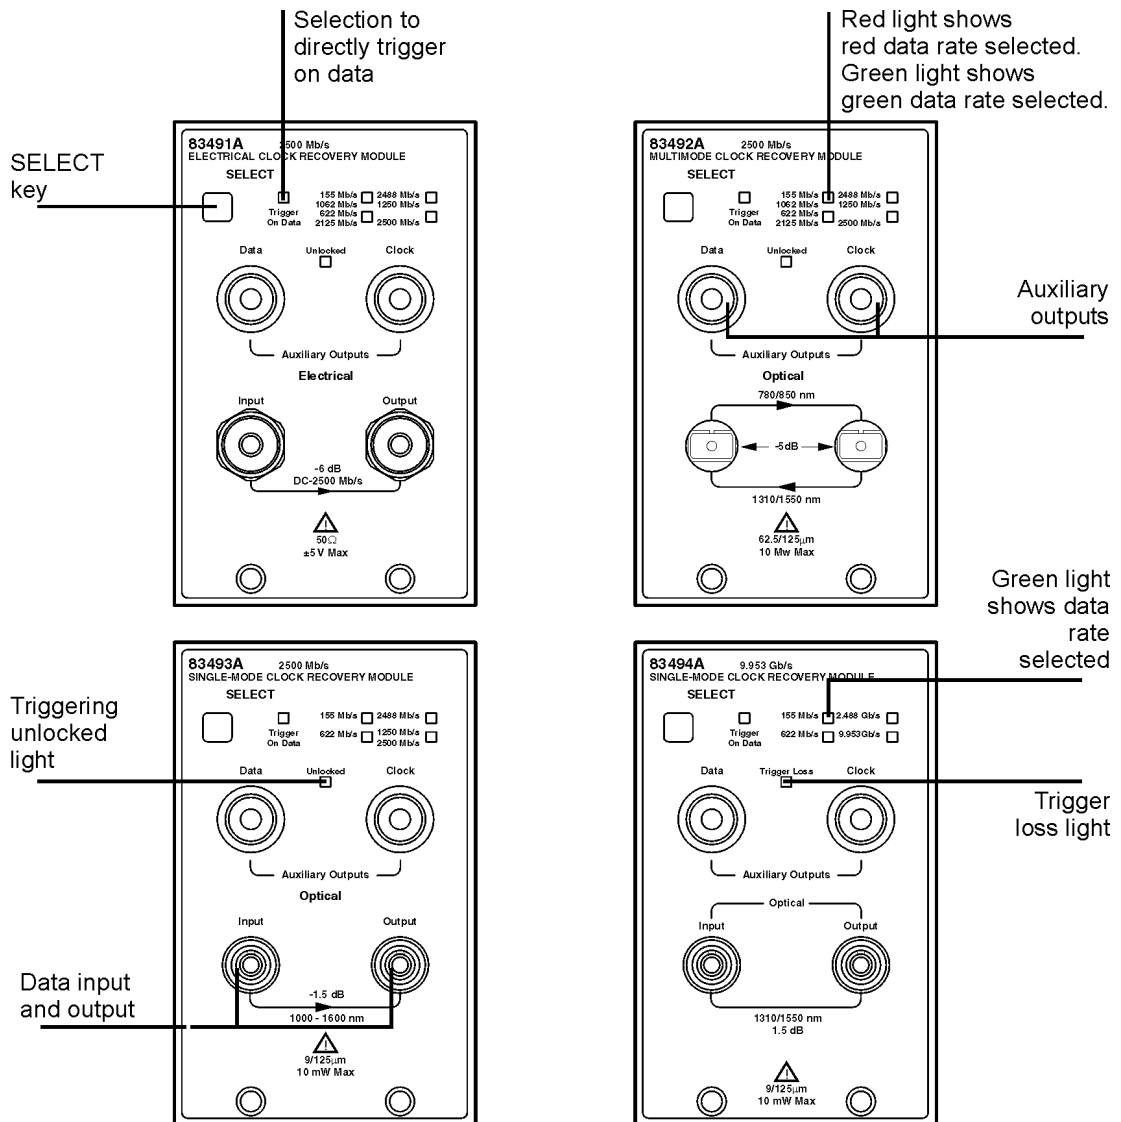 Selection to
directly trigger
on data
Red light shows
red data rate selected.
Green light shows
green data rate selected.
SELECT
key
83491A 2500 Mb/s
ELECTRICAL CLOCK RECOVERY MODULE
SELECT
Trigger
On Data
155 Mb/s
1062 Mb/s
622 Mb/s
2125 Mb/s
2488 Mb/s
1250 Mb/s
2500 Mb/s
Data
Unlocked
Clock
Auxiliary Outputs
Electrical
Input
Output
-6 dB
DC-2500 Mb/s
50Ω
±5 V Max
83492A 2500 Mb/s
MULTIMODE CLOCK RECOVERY MODULE
SELECT
Trigger
On Data
155 Mb/s
1062 Mb/s
622 Mb/s
2125 Mb/s
2488 Mb/s
1250 Mb/s
2500 Mb/s
Data
Unlocked
Clock
Auxiliary Outputs
Optical
780/850 nm
-5dB
1310/1550 nm
62.5/125µm
10 Mw Max
Auxiliary
outputs
Green light
shows data
rate
selected
Triggering
unlocked
light
83493A 2500 Mb/s
SINGLE-MODE CLOCK RECOVERY MODULE
SELECT
Trigger
On Data
155 Mb/s
622 Mb/s
2488 Mb/s
1250 Mb/s
2500 Mb/s
Data
Unlocked
Clock
Auxiliary Outputs
Optical
Input
Output
-1.5 dB
1000 - 1600 nm
9/125µm
10 mW Max
Data input
and output
83494A 9.953 Gb/s
SINGLE-MODE CLOCK RECOVERY MODULE
SELECT
Trigger
On Data
155 Mb/s
622 Mb/s
2.488 Gb/s
9.953Gb/s
Data
Trigger Loss
Clock
Auxiliary Outputs
Optical
Input
Output
1310/1550 nm
1.5 dB
9/125µm
10 mW Max
Trigger
loss light